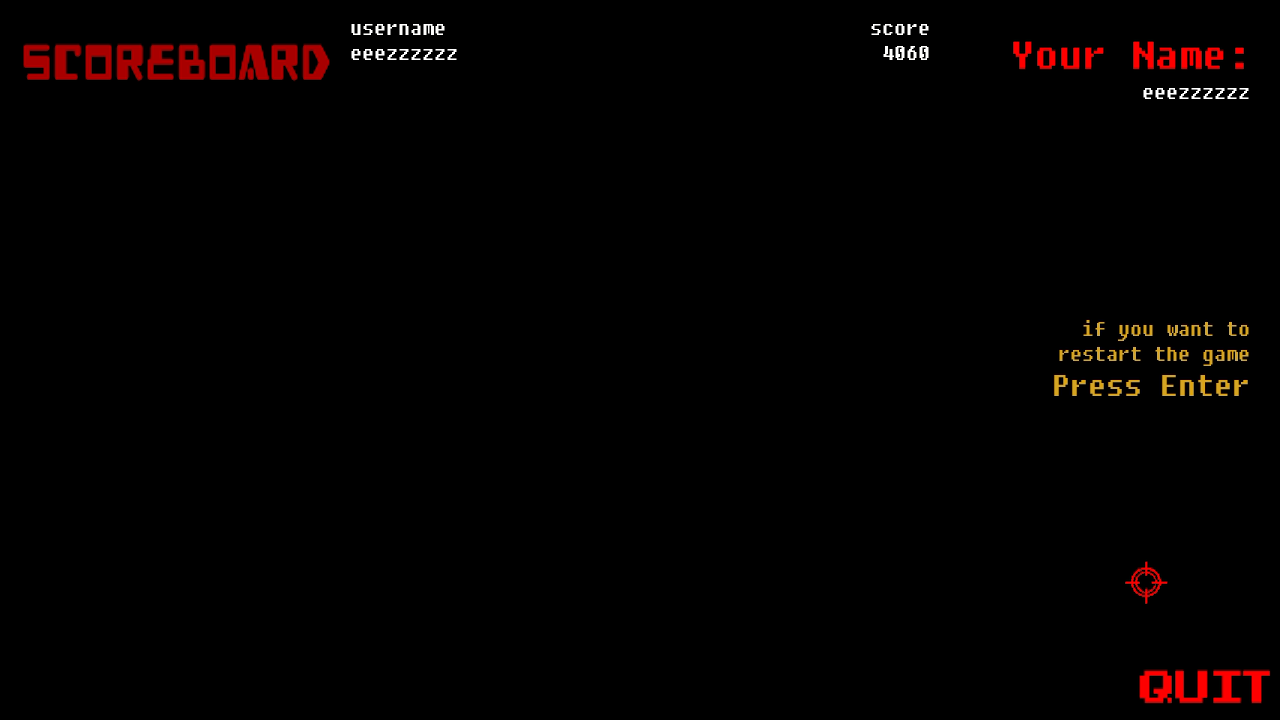 SCOREBOARD
username score
eeezzzzzz 4060
Your Name:
eeezzzzzz
if you want to
restart the game
Press Enter
QUIT